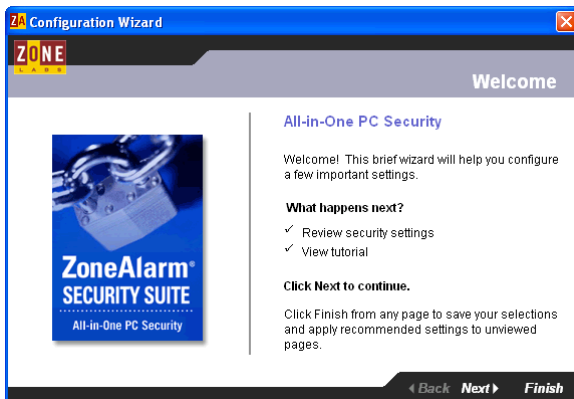 ZA Configuration Wizard
ZONE
LABS
Welcome
All-in-One PC Security
Welcome! This brief wizard will help you configure
a few important settings.
What happens next?
Review security settings
View tutorial
Click Next to continue.
Click Finish from any page to save your selections
and apply recommended settings to unviewed
pages.
ZoneAlarm®
SECURITY SUITE
All-in-One PC Security
Back Next Finish